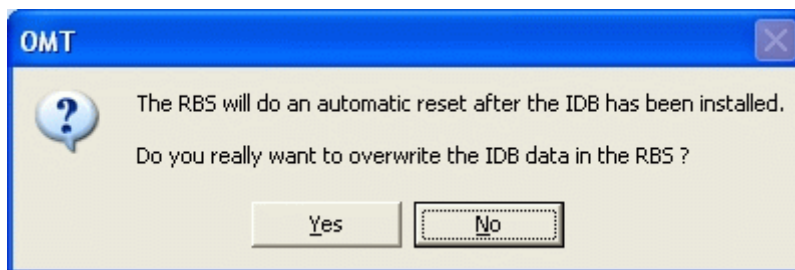 OMT
The RBS will do an automatic reset after the IDB has been installed.
Do you really want to overwrite the IDB data in the RBS ?
Yes
No